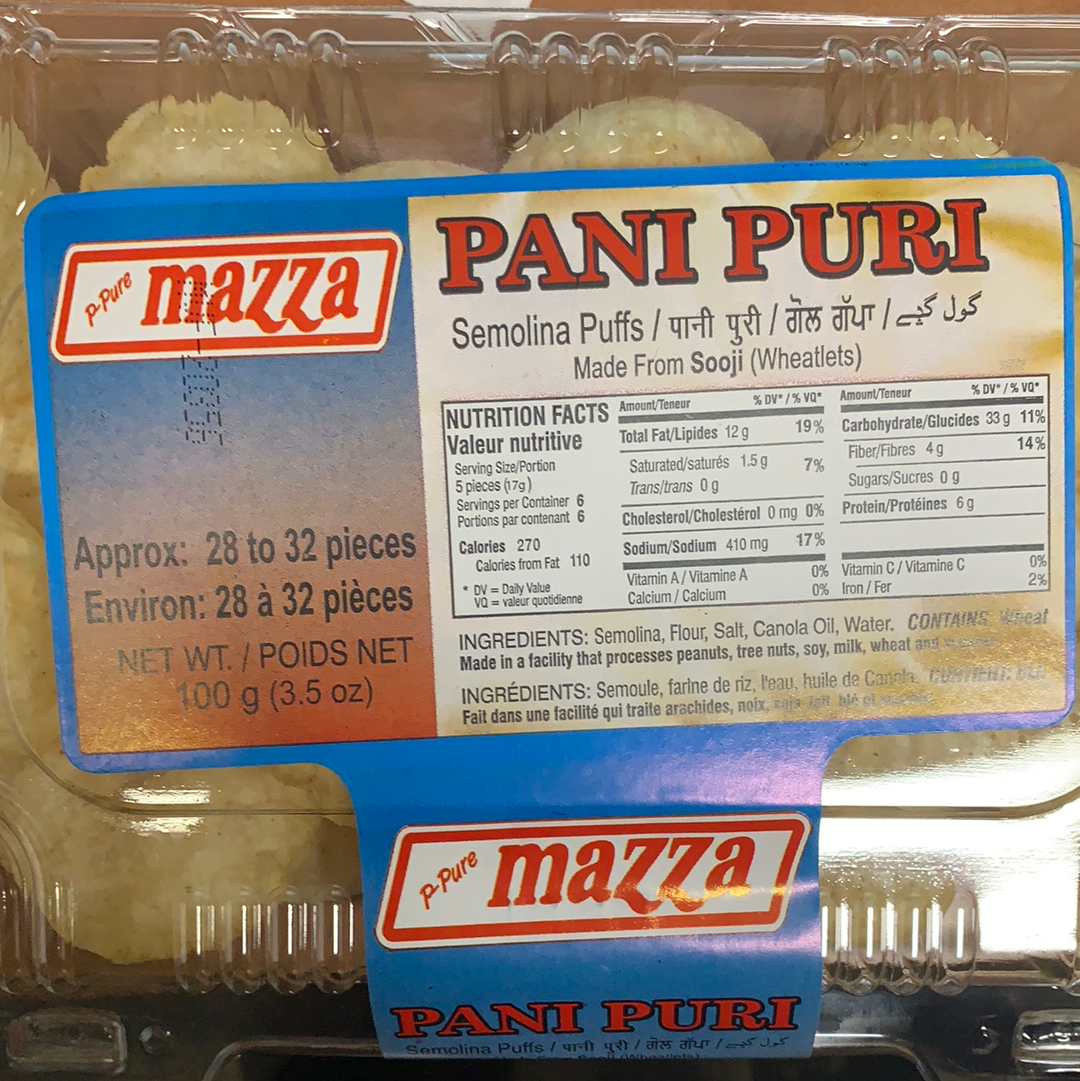 P-Pure mazza
PANI PURI
Semolina Puffs / पानी पूरी / ਗੋਲ ਗੱਪਾ / گول گپے
Made From Sooji (Wheatlets)
NUTRITION FACTS
Valeur nutritive
Serving Size/Portion
5 pieces (17g)
Servings per Container 6
Portions par contenant 6
Calories 270
Calories from Fat 110
* DV = Daily Value
VQ = valeur quotidienne
Amount/Teneur % DV* / % VQ*
Total Fat/Lipides 12 g 19%
Saturated/saturés 1.5 g 7%
Trans/trans 0 g
Cholesterol/Cholestérol 0 mg 0%
Sodium/Sodium 410 mg 17%
Vitamin A / Vitamine A 0%
Calcium / Calcium 0%
Amount/Teneur % DV* / % VQ*
Carbohydrate/Glucides 33 g 11%
Fiber/Fibres 4 g 14%
Sugars/Sucres 0 g
Protein/Protéines 6 g
Vitamin C / Vitamine C 0%
Iron / Fer 2%
INGREDIENTS: Semolina, Flour, Salt, Canola Oil, Water. CONTAINS: Wheat
Made in a facility that processes peanuts, tree nuts, soy, milk, wheat and
INGRÉDIENTS: Semoule, farine de riz, l'eau, huile de Canola. CONTIENT:
Fait dans une facilité qui traite arachides, noix, soja, lait, blé et
Approx: 28 to 32 pieces
Environ: 28 à 32 pièces
NET WT. / POIDS NET
100 g (3.5 oz)
P-Pure mazza
PANI PURI
Semolina Puffs / पानी पूरी / ਗੋਲ ਗੱਪਾ / گول گپے